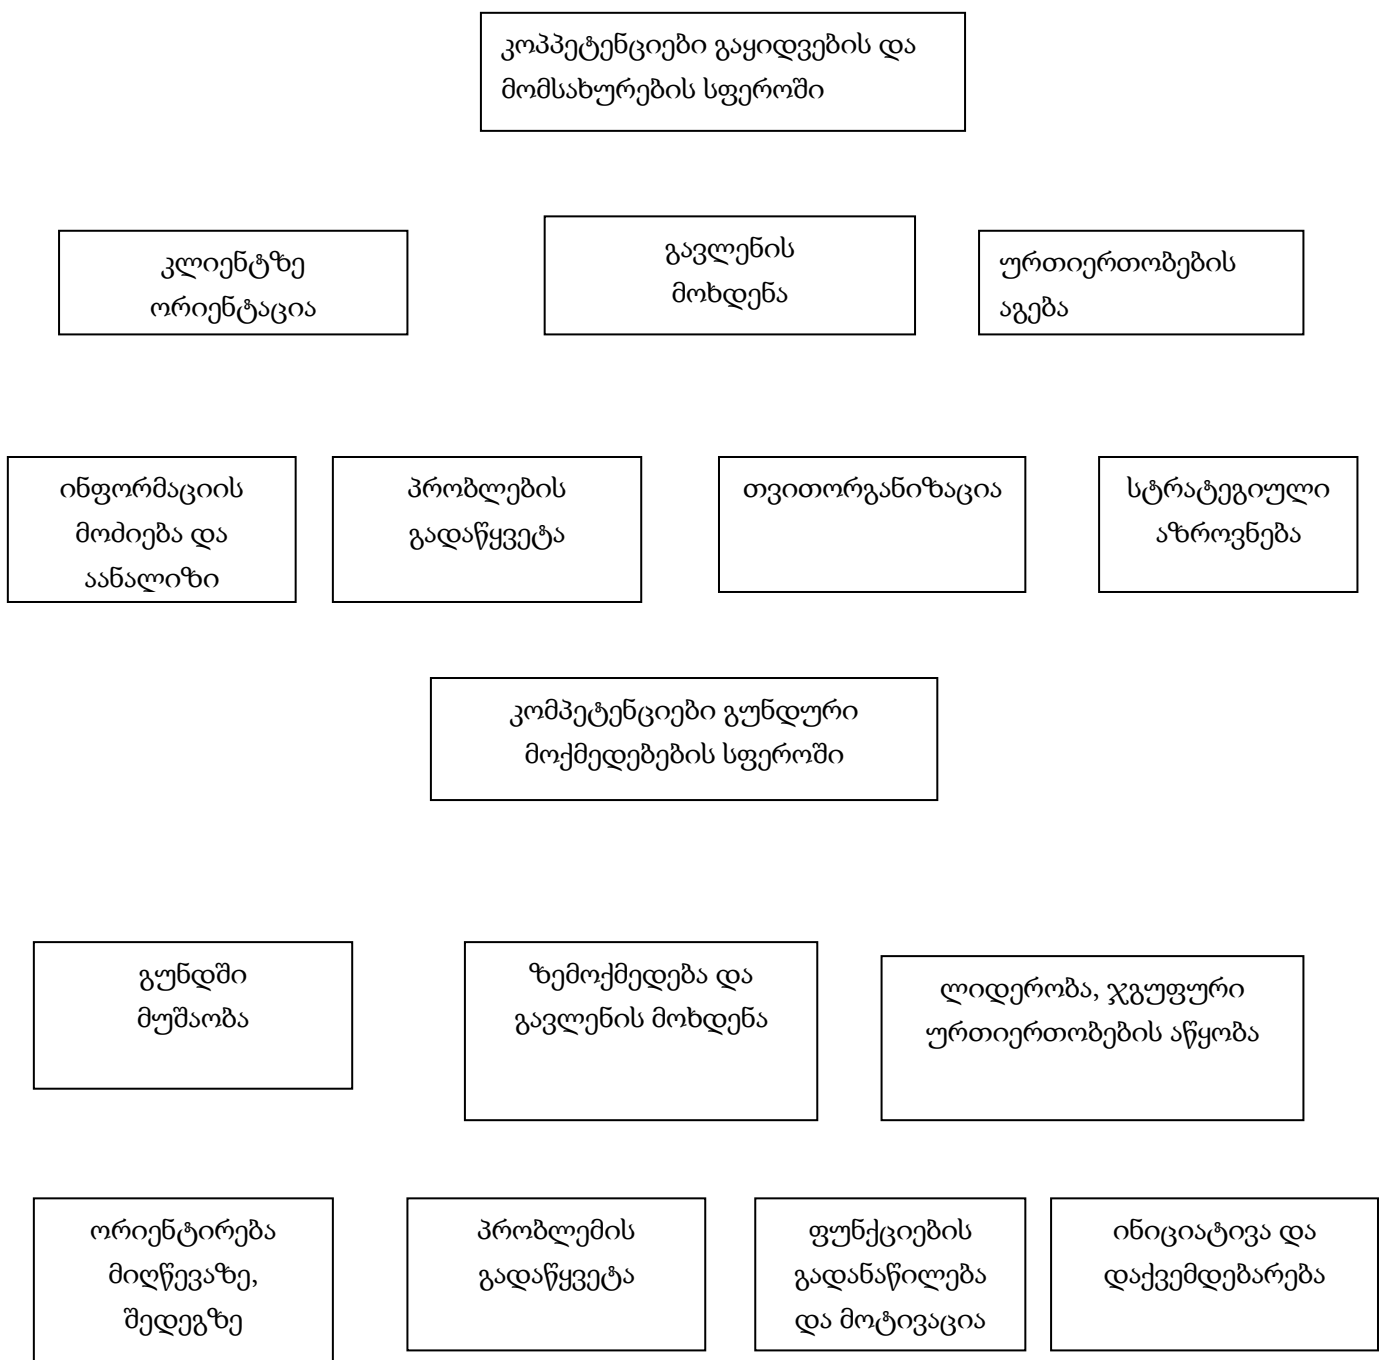 კოპპეტენციები გაყიდვების და
მომსახურების სფეროში
კლიენტზე
ორიენტაცია
გავლენის
მოხდენა
ურთიერთობების
აგება
ინფორმაციის
მოძიება და
აანალიზი
პრობლების
გადაწყვეტა
თვითორგანიზაცია
სტრატეგიული
აზროვნება
კომპეტენციები გუნდური
მოქმედებების სფეროში
გუნდში
მუშაობა
ზემოქმედება და
გავლენის მოხდენა
ლიდერობა, ჯგუფური
ურთიერთობების აწყობა
ორიენტირება
მიღწევაზე,
შედეგზე
პრობლემის
გადაწყვეტა
ფუნქციების
გადანაწილება
და მოტივაცია
ინიციატივა და
დაქვემდებარება